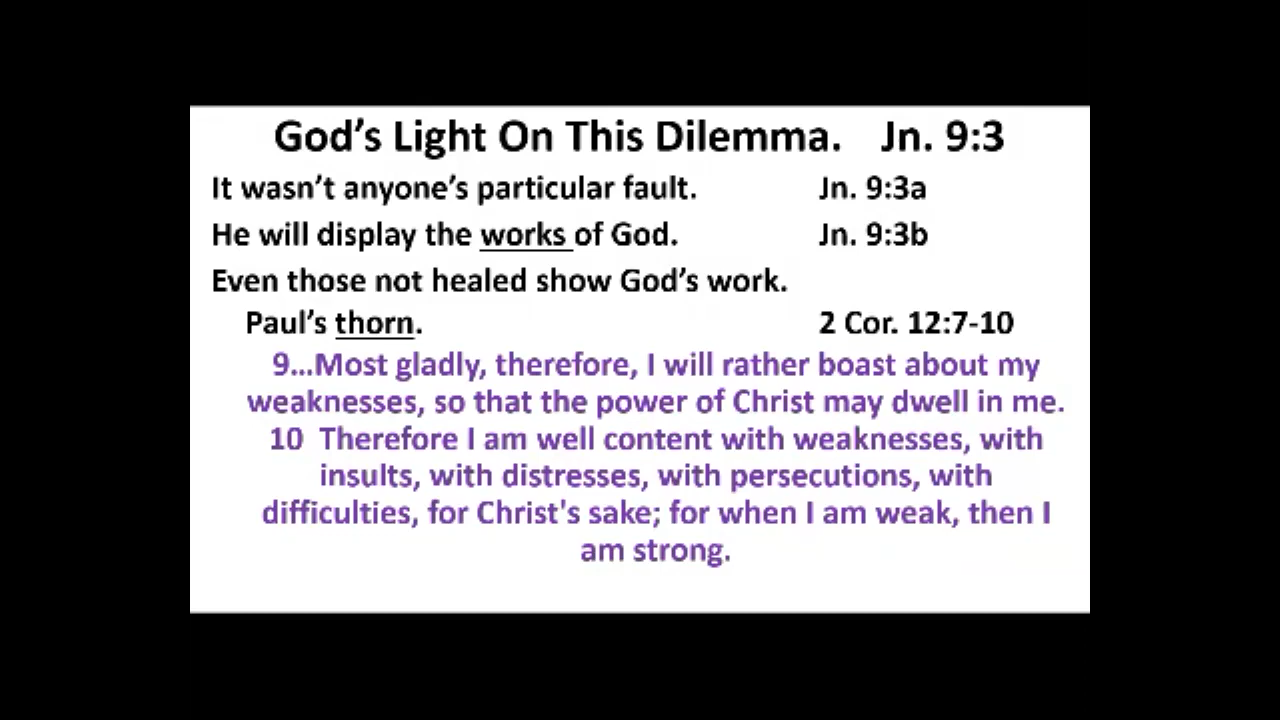 God's Light On This Dilemma. Jn. 9:3
It wasn't anyone's particular fault. Jn. 9:3a
He will display the works of God. Jn. 9:3b
Even those not healed show God's work.
Paul's thorn. 2 Cor. 12:7-10
9...Most gladly, therefore, I will rather boast about my
weaknesses, so that the power of Christ may dwell in me.
10 Therefore I am well content with weaknesses, with
insults, with distresses, with persecutions, with
difficulties, for Christ's sake; for when I am weak, then I
am strong.